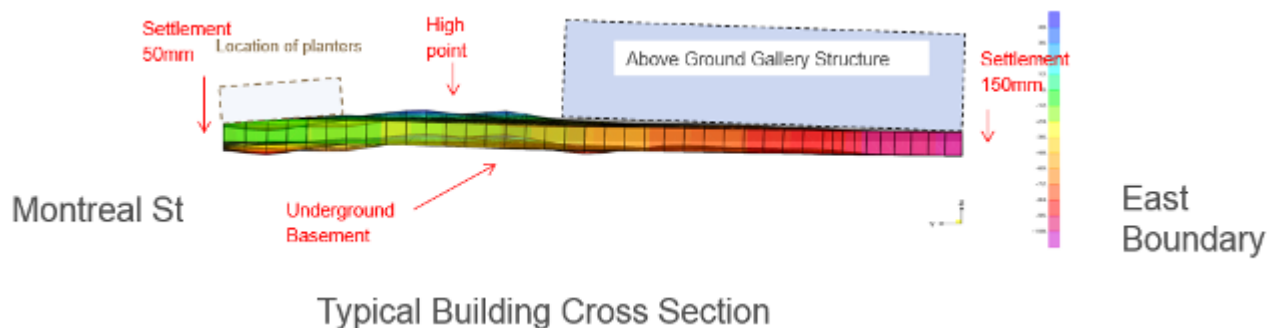 Settlement
50mm
Location of planters
High
point
Above Ground Gallery Structure
Settlement
150mm.
Montreal St
Underground
Basement
East
Boundary
Typical Building Cross Section